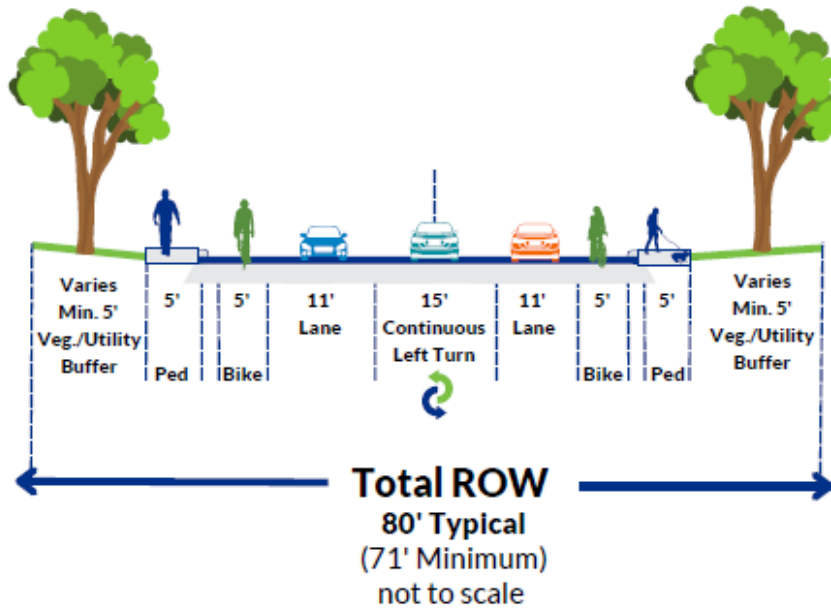 Varies
Min. 5'
Veg./Utility
Buffer
5'
Ped
5'
Bike
11'
Lane
15'
Continuous
Left Turn
11'
Lane
5'
Bike
5'
Ped
Varies
Min. 5'
Veg./Utility
Buffer
Total ROW
80' Typical
(71' Minimum)
not to scale